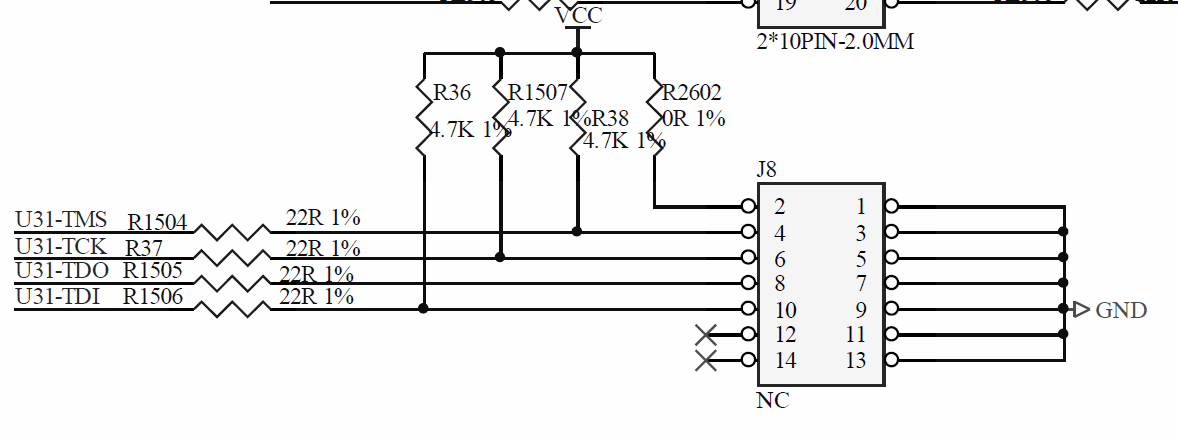 19 20
VCC
2*10PIN-2.0MM
R36 R1507 R2602
4.7K 1% 4.7K 1% R38 0R 1%
4.7K 1%
J8
U31-TMS R1504 22R 1% 2 1
4 3
U31-TCK R37 22R 1% 6 5
U31-TDO R1505 22R 1% 8 7
U31-TDI R1506 22R 1% 10 9 GND
12 11
14 13
NC